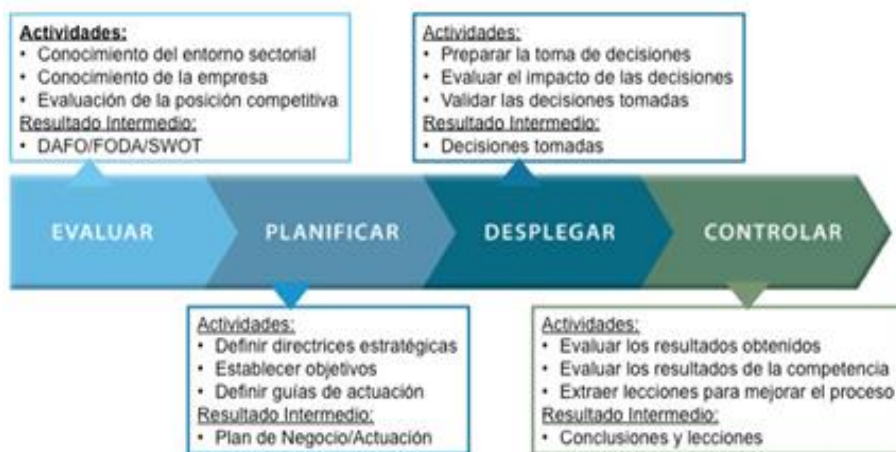 Actividades:
• Conocimiento del entorno sectorial
• Conocimiento de la empresa
• Evaluación de la posición competitiva
Resultado Intermedio:
• DAFO/FODA/SWOT
Actividades:
• Preparar la toma de decisiones
• Evaluar el impacto de las decisiones
• Validar las decisiones tomadas
Resultado Intermedio:
• Decisiones tomadas
EVALUAR
PLANIFICAR
DESPLEGAR
CONTROLAR
Actividades:
• Definir directrices estratégicas
• Establecer objetivos
• Definir guías de actuación
Resultado Intermedio:
• Plan de Negocio/Actuación
Actividades:
• Evaluar los resultados obtenidos
• Evaluar los resultados de la competencia
• Extraer lecciones para mejorar el proceso
Resultado Intermedio:
• Conclusiones y lecciones